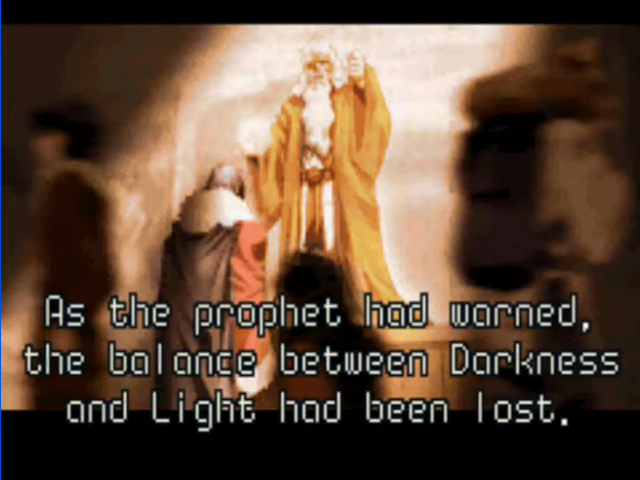 As the prophet had warned,
the balance between Darkness
and Light had been lost.